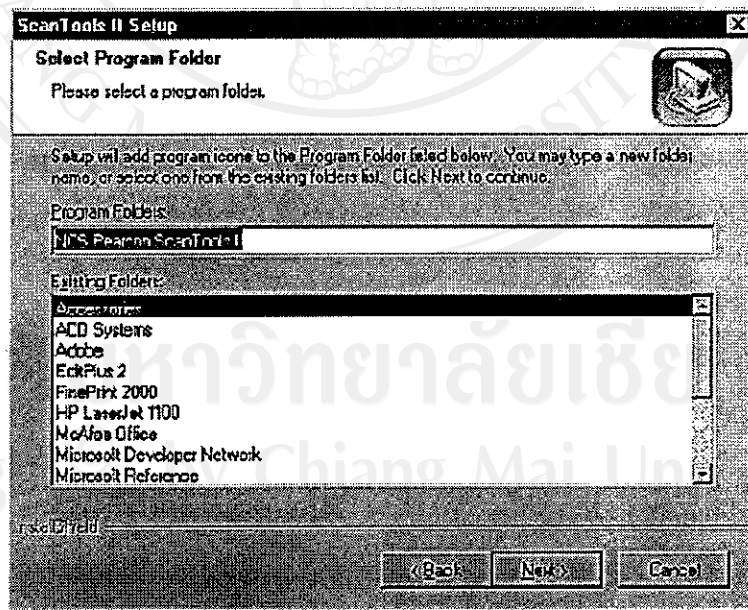 ScanTools II Setup
Select Program Folder
Please select a program folder.
Setup will add program icons to the Program Folder listed below. You may type a new folder
name, or select one from the existing folders list. Click Next to continue.
Program Folders:
NCS Pearson ScanTools II
Existing Folders:
Accessories
ACD Systems
Adobe
EditPlus 2
FinePrint 2000
HP LaserJet 1100
McAfee Office
Microsoft Developer Network
Microsoft Reference
InstallShield
< Back
Next >
Cancel
หาวิทยาลัยเชีย
by Chiang Mai Un